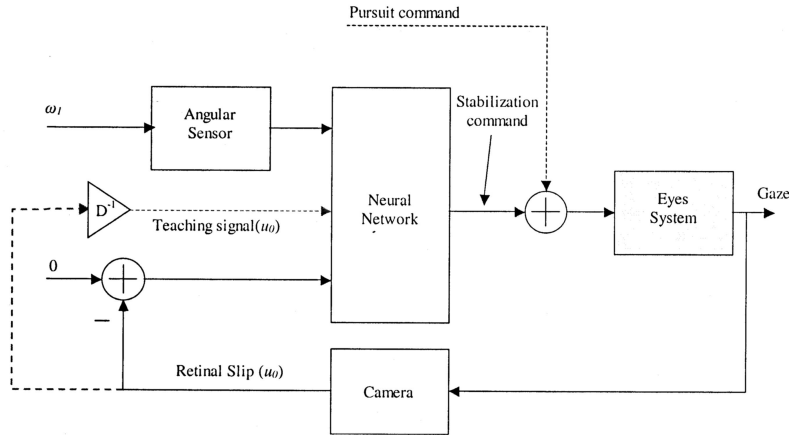 Pursuit command
ω₁
Angular
Sensor
Stabilization
command
D⁻¹
Teaching signal(u₀)
Neural
Network
Eyes
System
Gaze
0
−
Retinal Slip (u₀)
Camera